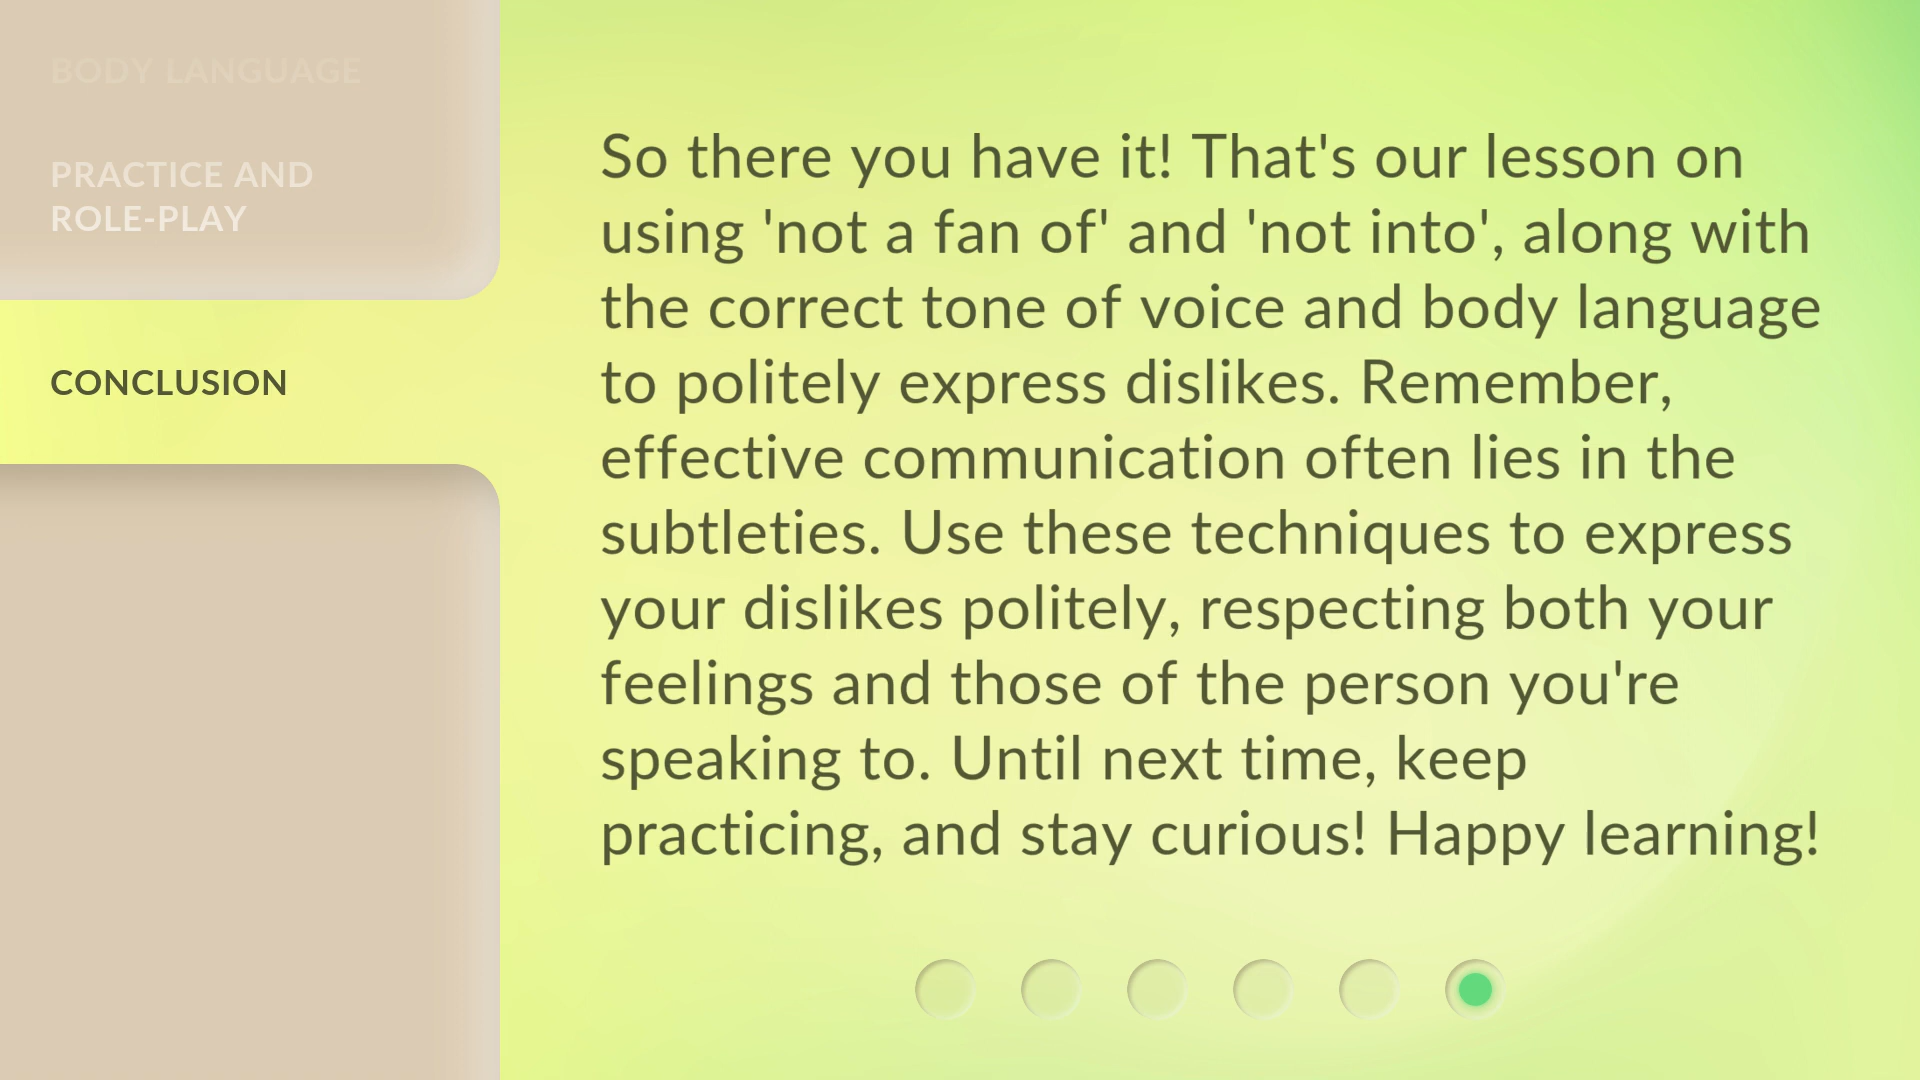 BODY LANGUAGE
PRACTICE AND
ROLE-PLAY
CONCLUSION
So there you have it! That's our lesson on
using 'not a fan of' and 'not into', along with
the correct tone of voice and body language
to politely express dislikes. Remember,
effective communication often lies in the
subtleties. Use these techniques to express
your dislikes politely, respecting both your
feelings and those of the person you're
speaking to. Until next time, keep
practicing, and stay curious! Happy learning!